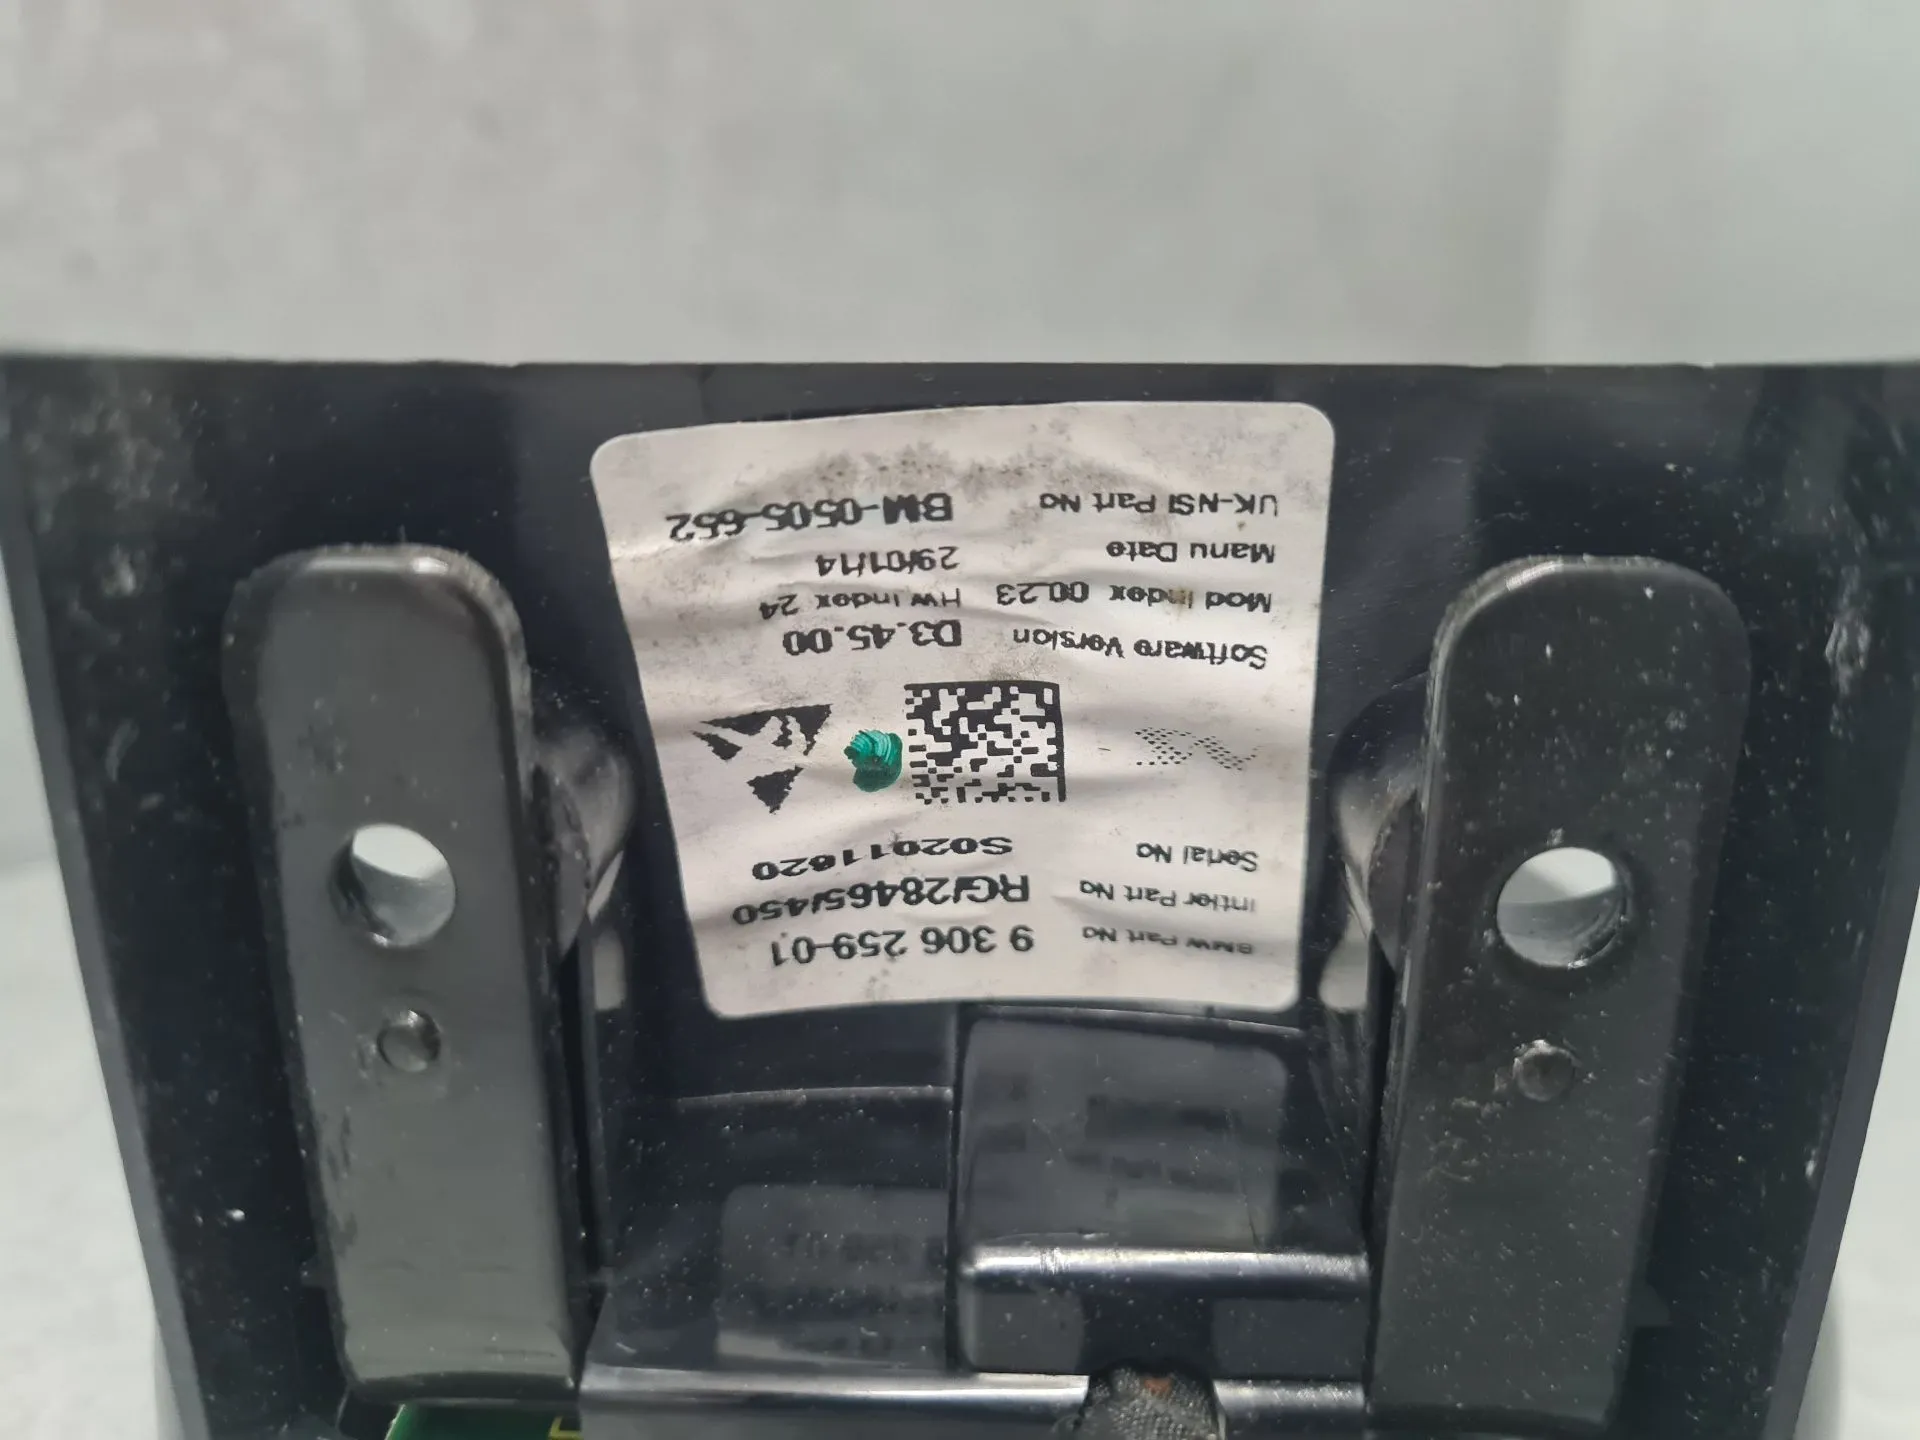 BMW Part No 9 306 259-01
Intier Part No RG/28465/450
Serial No S02011620
Software Version D3.45.00
Mod Index 00.23 HW Index 24
Manu Date 29/01/14
UK-NSI Part No BM-0505-652